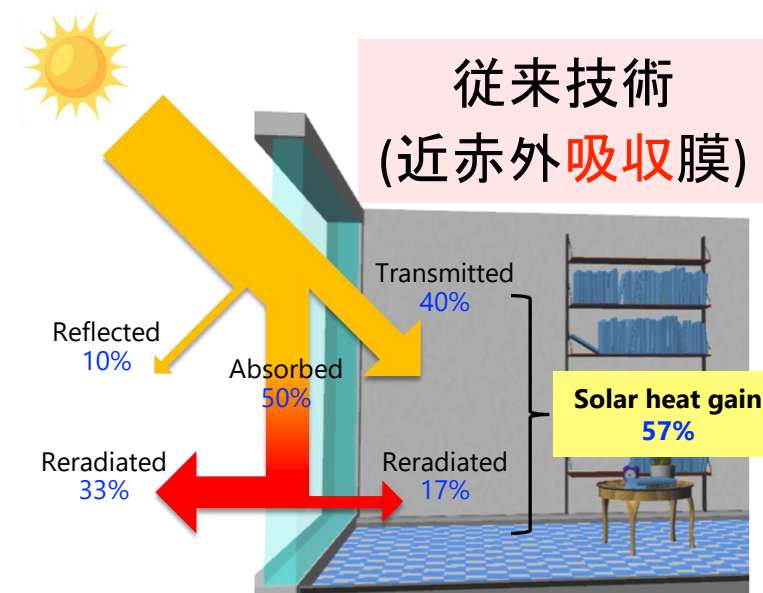 従来技術
(近赤外吸収膜)
Transmitted
40%
Reflected
10%
Absorbed
50%
Solar heat gain
57%
Reradiated
33%
Reradiated
17%